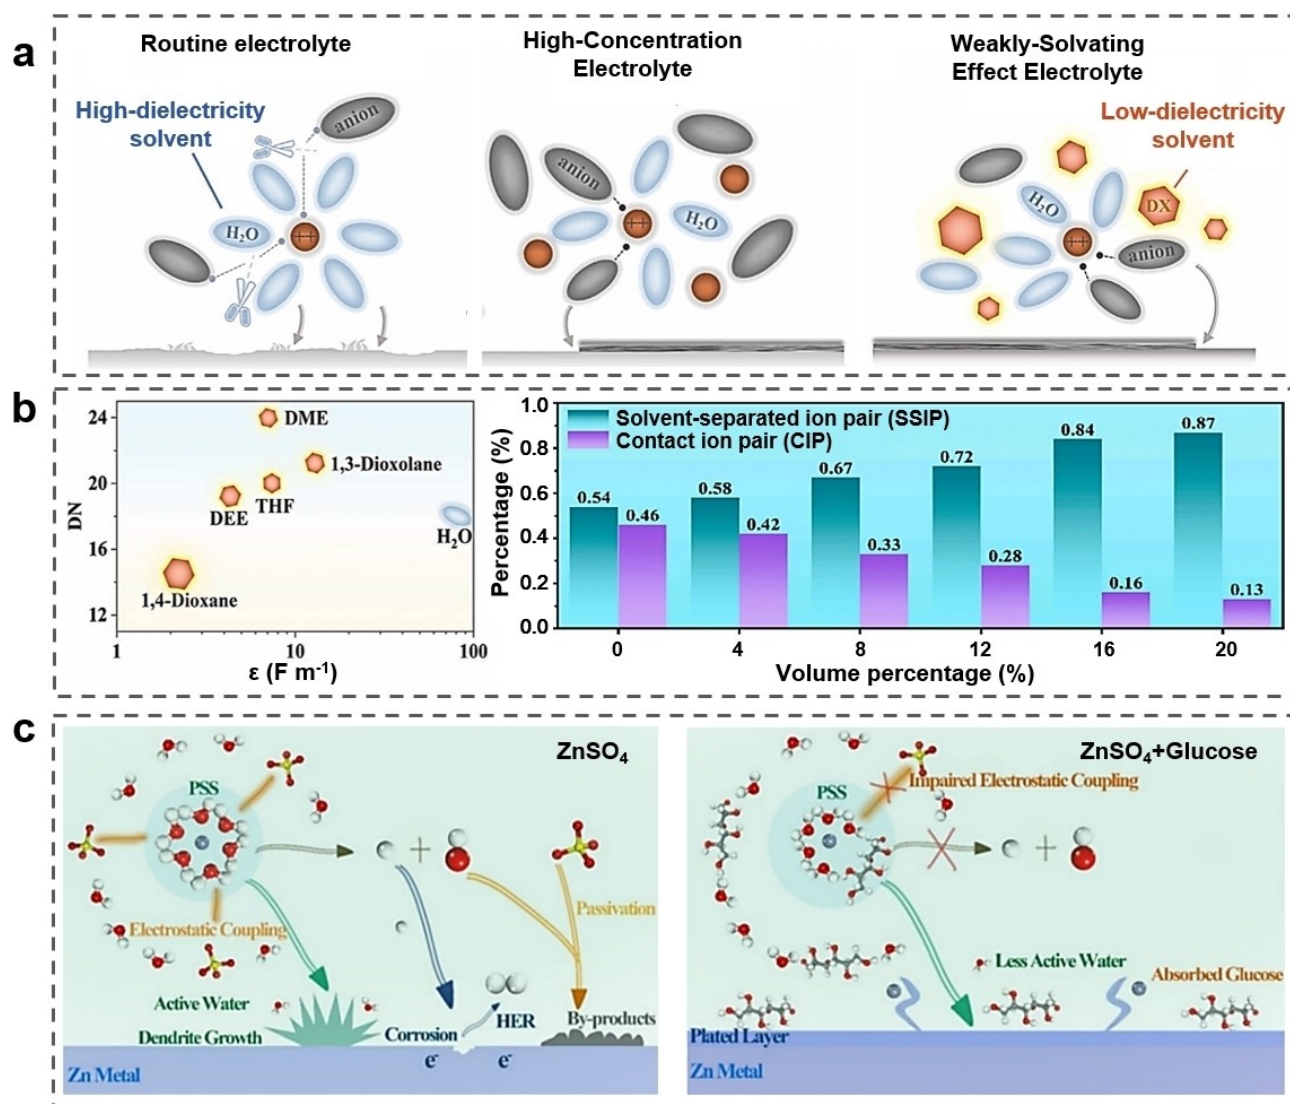 a
Routine electrolyte
High-Concentration
Electrolyte
Weakly-Solvating
Effect Electrolyte
High-dielectricity
solvent
anion
H₂O
++
anion
H₂O
++
Low-dielectricity
solvent
H₂O
DX
++
anion
b
DN
24
20
16
12
DME
1,3-Dioxolane
THF
DEE
H₂O
1,4-Dioxane
1
10
100
ε (F m⁻¹)
Percentage (%)
1.0
0.8
0.6
0.4
0.2
0.0
Solvent-separated ion pair (SSIP)
Contact ion pair (CIP)
0.54
0.46
0.58
0.42
0.67
0.33
0.72
0.28
0.84
0.16
0.87
0.13
0
4
8
12
16
20
Volume percentage (%)
c
ZnSO₄
PSS
+
Electrostatic Coupling
Passivation
Active Water
Dendrite Growth
Corrosion
HER
By-products
e⁻
e⁻
Zn Metal
ZnSO₄+Glucose
Impaired Electrostatic Coupling
PSS
+
Less Active Water
Absorbed Glucose
Plated Layer
Zn Metal